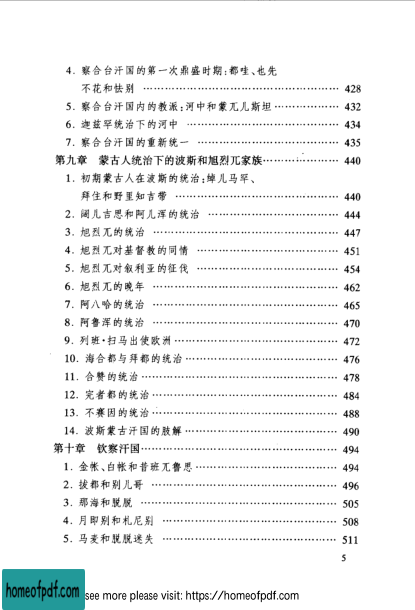 4. 察合台汗国的第一次鼎盛时期:都哇、也先
不花和怯别 …… 428
5. 察合台汗国内的教派:河中和蒙兀儿斯坦 …… 432
6. 迦兹罕统治下的河中 …… 434
7. 察合台汗国的重新统一 …… 435
第九章 蒙古人统治下的波斯和旭烈兀家族 …… 440
1. 初期蒙古人在波斯的统治:绰儿马罕、
拜住和野里知吉带 …… 440
2. 阔儿吉思和阿儿浑的统治 …… 444
3. 旭烈兀的统治 …… 447
4. 旭烈兀对基督教的同情 …… 451
5. 旭烈兀对叙利亚的征伐 …… 454
6. 旭烈兀的晚年 …… 462
7. 阿八哈的统治 …… 465
8. 阿鲁浑的统治 …… 470
9. 列班·扫马出使欧洲 …… 472
10. 海合都与拜都的统治 …… 476
11. 合赞的统治 …… 478
12. 完者都的统治 …… 484
13. 不赛因的统治 …… 488
14. 波斯蒙古汗国的肢解 …… 490
第十章 钦察汗国 …… 494
1. 金帐、白帐和昔班兀鲁思 …… 494
2. 拔都和别儿哥 …… 496
3. 那海和脱脱 …… 505
4. 月即别和札尼别 …… 508
5. 马麦和脱脱迷失 …… 511
5
homeofpdf.com
see more please visit: https://homeofpdf.com